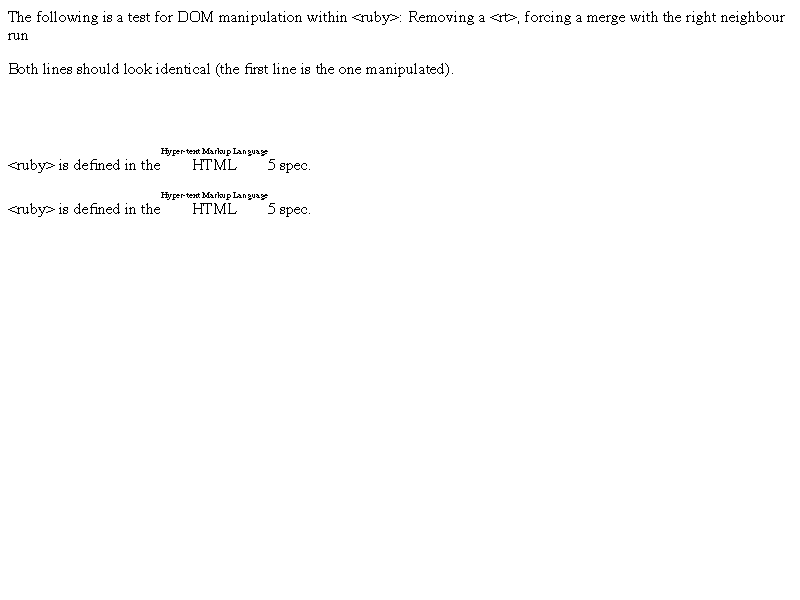 The following is a test for DOM manipulation within <ruby>: Removing a <rt>, forcing a merge with the right neighbour
run
Both lines should look identical (the first line is the one manipulated).
Hyper-text Markup Language
<ruby> is defined in the HTML 5 spec.
Hyper-text Markup Language
<ruby> is defined in the HTML 5 spec.